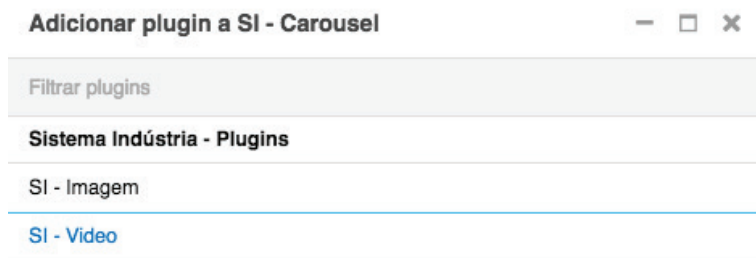 Adicionar plugin a SI - Carousel
Filtrar plugins
Sistema Indústria - Plugins
SI - Imagem
SI - Video